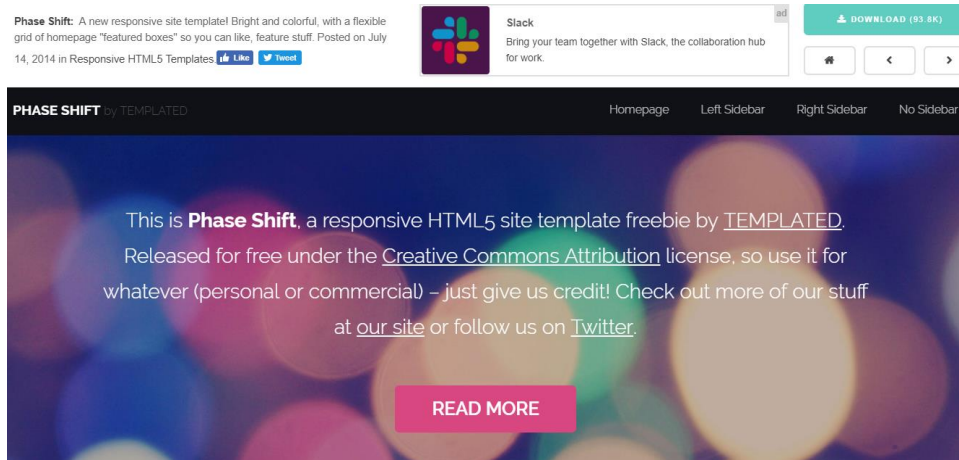 Phase Shift: A new responsive site template! Bright and colorful, with a flexible
grid of homepage "featured boxes" so you can like, feature stuff. Posted on July
14, 2014 in Responsive HTML5 Templates. Like Tweet
ad
Slack
Bring your team together with Slack, the collaboration hub
for work.
DOWNLOAD (93.8K)
PHASE SHIFT by TEMPLATED
Homepage Left Sidebar Right Sidebar No Sidebar
This is Phase Shift, a responsive HTML5 site template freebie by TEMPLATED.
Released for free under the Creative Commons Attribution license, so use it for
whatever (personal or commercial) – just give us credit! Check out more of our stuff
at our site or follow us on Twitter.
READ MORE